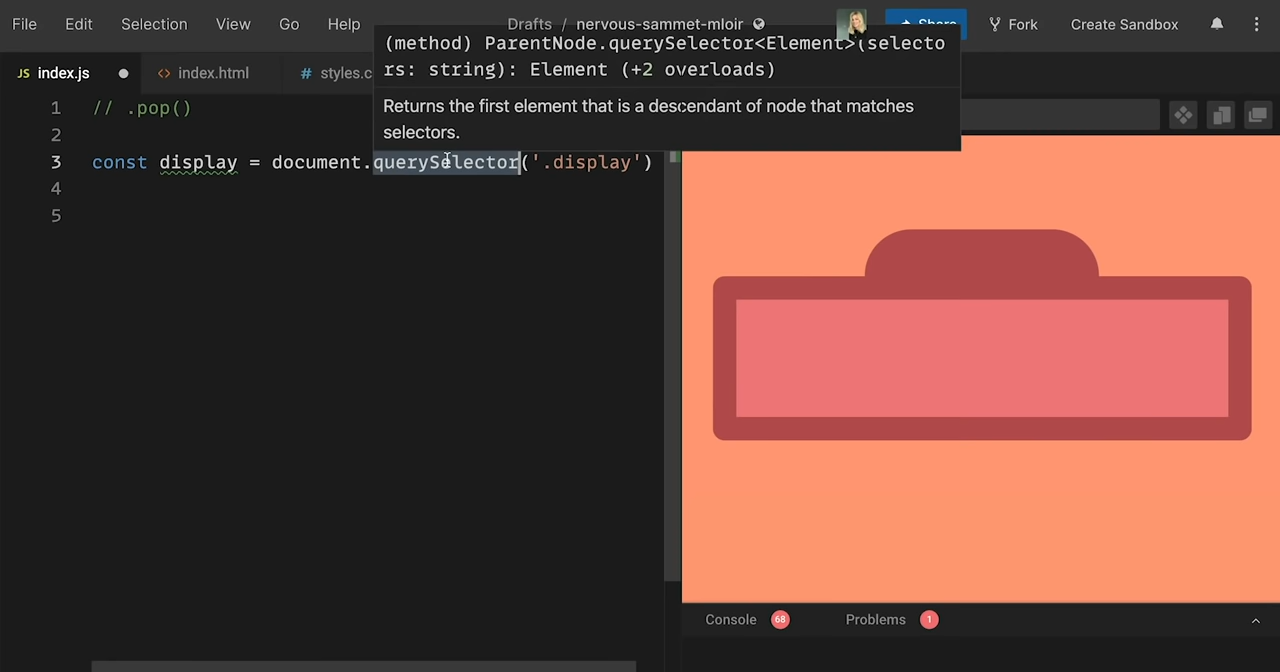 File Edit Selection View Go Help Drafts / nervous-sammet-mloir Share Fork Create Sandbox
(method) ParentNode.querySelector<Element>(selecto
rs: string): Element (+2 overloads)
JS index.js <> index.html # styles.c
Returns the first element that is a descendant of node that matches
selectors.
1 // .pop()
2
3 const display = document.querySelector('.display')
4
5
Console 68 Problems 1